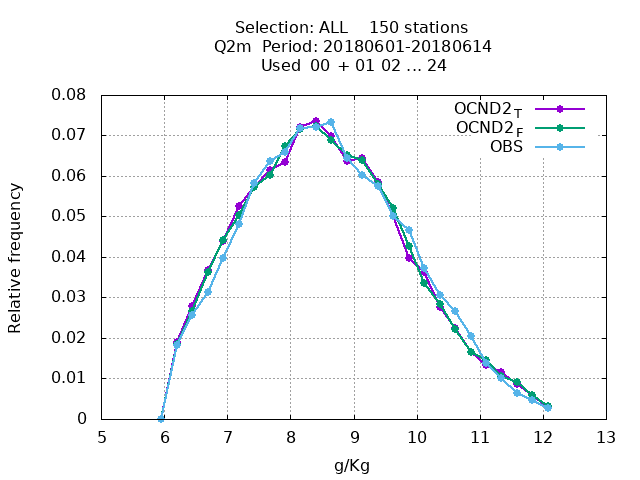 Selection: ALL    150 stations
Q2m  Period: 20180601-20180614
Used  00  + 01 02 ... 24
0.08
0.07
0.06
0.05
0.04
0.03
0.02
0.01
0
5 6 7 8 9 10 11 12 13
Relative frequency
g/Kg
OCND2_T
OCND2_F
OBS